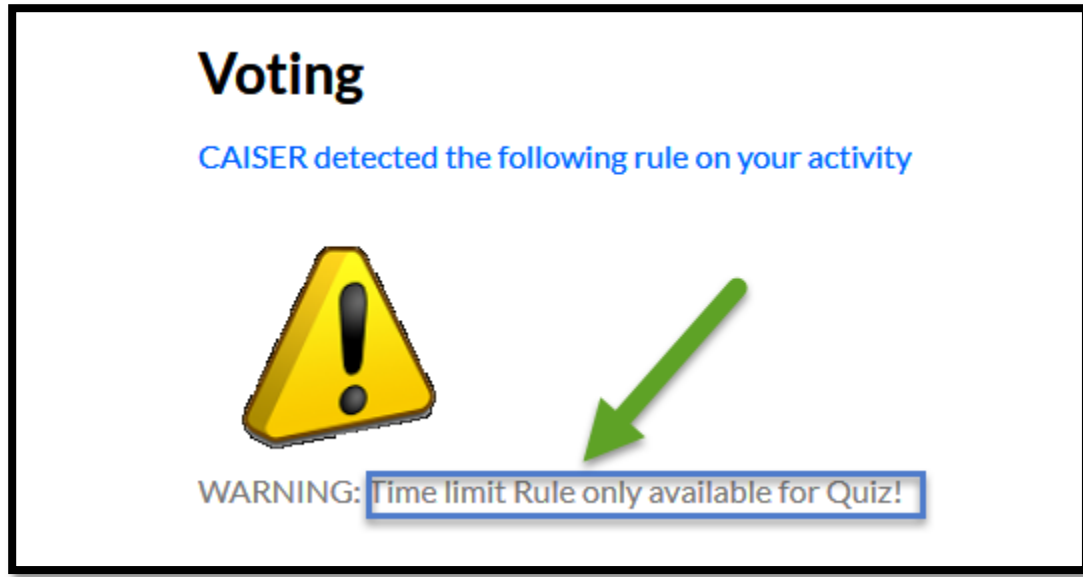 Voting
CAISER detected the following rule on your activity
WARNING: Time limit Rule only available for Quiz!